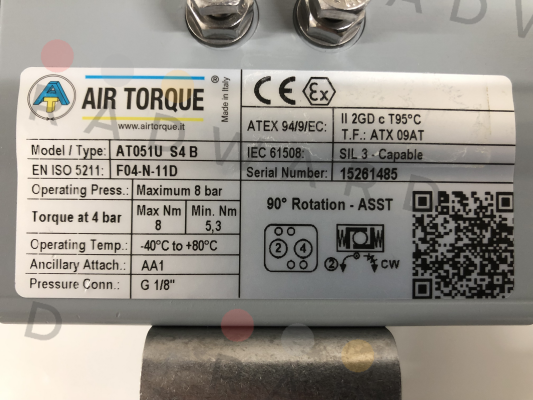 AT
AIR TORQUE ®
www.airtorque.it
Made in Italy
CE Ex
ATEX 94/9/EC: II 2GD c T95°C
T.F.: ATX 09AT
Model / Type: AT051U S4 B
IEC 61508: SIL 3 - Capable
EN ISO 5211: F04-N-11D
Serial Number: 15261485
Operating Press.: Maximum 8 bar
Torque at 4 bar
Max Nm 8
Min. Nm 5,3
Operating Temp.: -40°C to +80°C
Ancillary Attach.: AA1
Pressure Conn.: G 1/8"
90° Rotation - ASST
2 4
2 CW
RADWARD